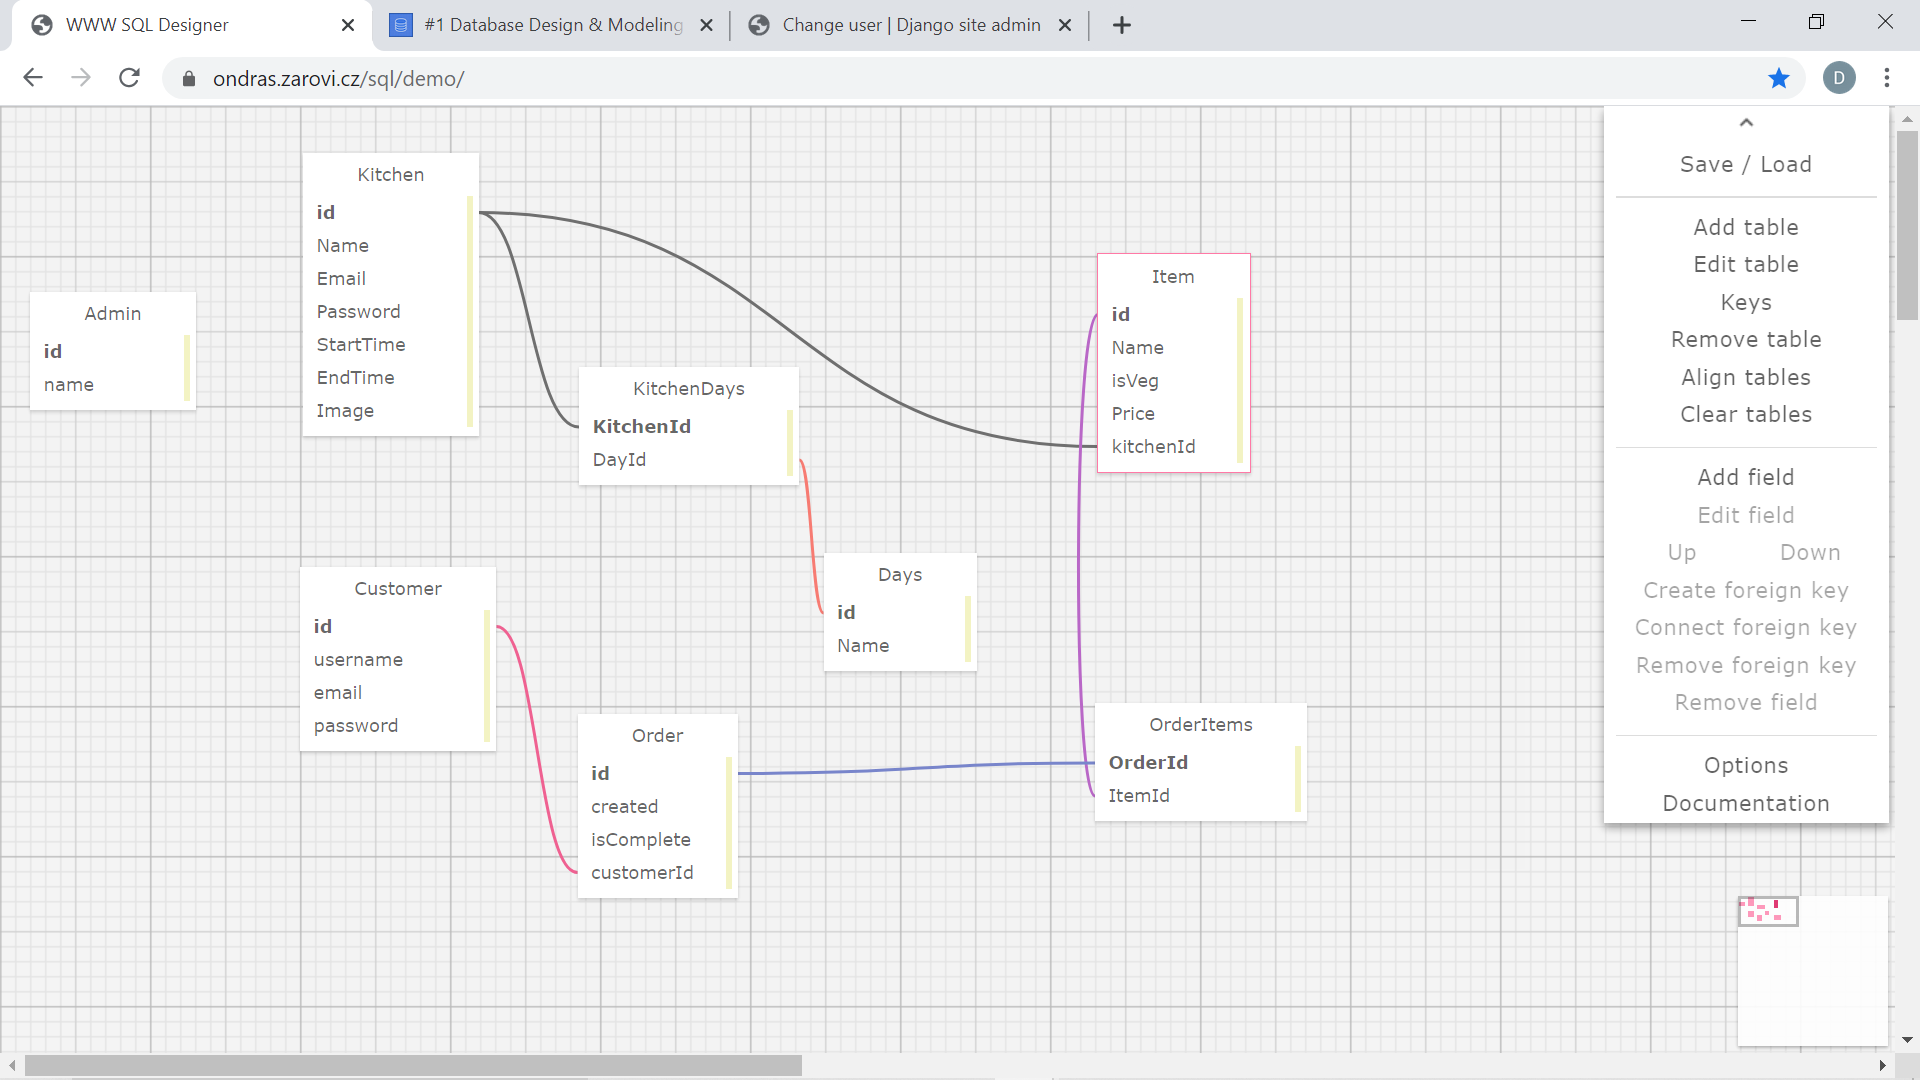 WWW SQL Designer
#1 Database Design & Modeling
Change user | Django site admin
ondras.zarovi.cz/sql/demo/
D
Kitchen
id
Name
Email
Password
StartTime
EndTime
Image
Admin
id
name
KitchenDays
KitchenId
DayId
Item
id
Name
isVeg
Price
kitchenId
Customer
id
username
email
password
Days
id
Name
Order
id
created
isComplete
customerId
OrderItems
OrderId
ItemId
Save / Load
Add table
Edit table
Keys
Remove table
Align tables
Clear tables
Add field
Edit field
Up Down
Create foreign key
Connect foreign key
Remove foreign key
Remove field
Options
Documentation